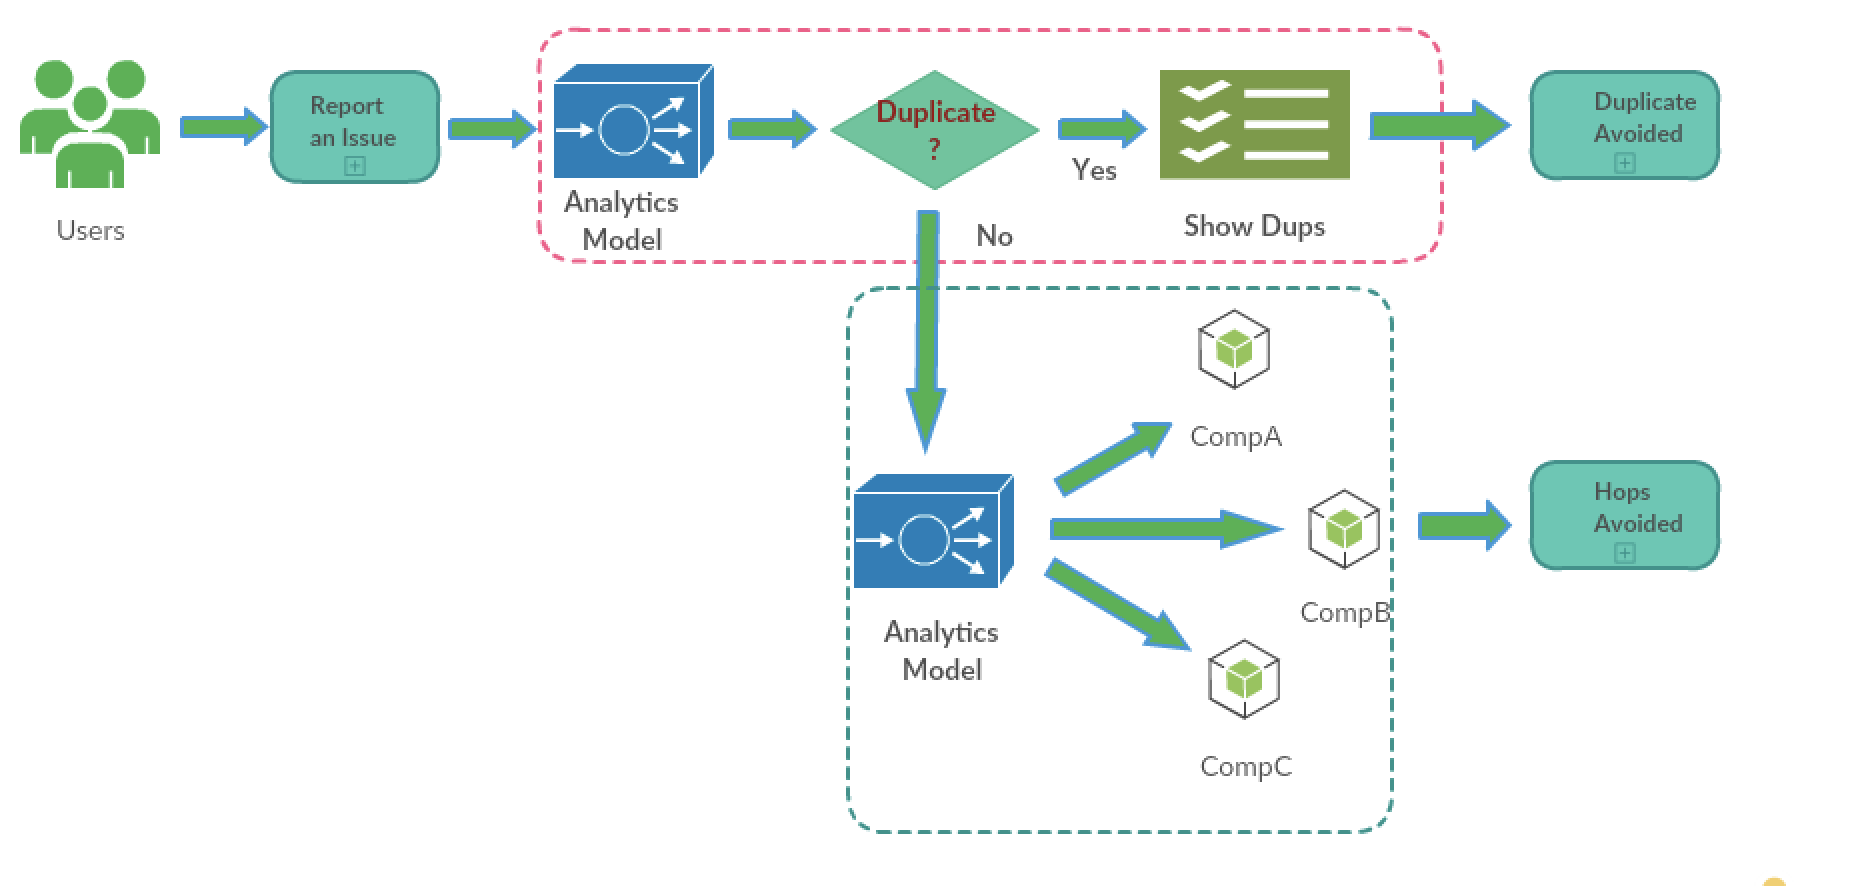 Users
Report
an Issue
Analytics
Model
Duplicate
?
Yes
No
Show Dups
Duplicate
Avoided
CompA
Analytics
Model
CompB
CompC
Hops
Avoided